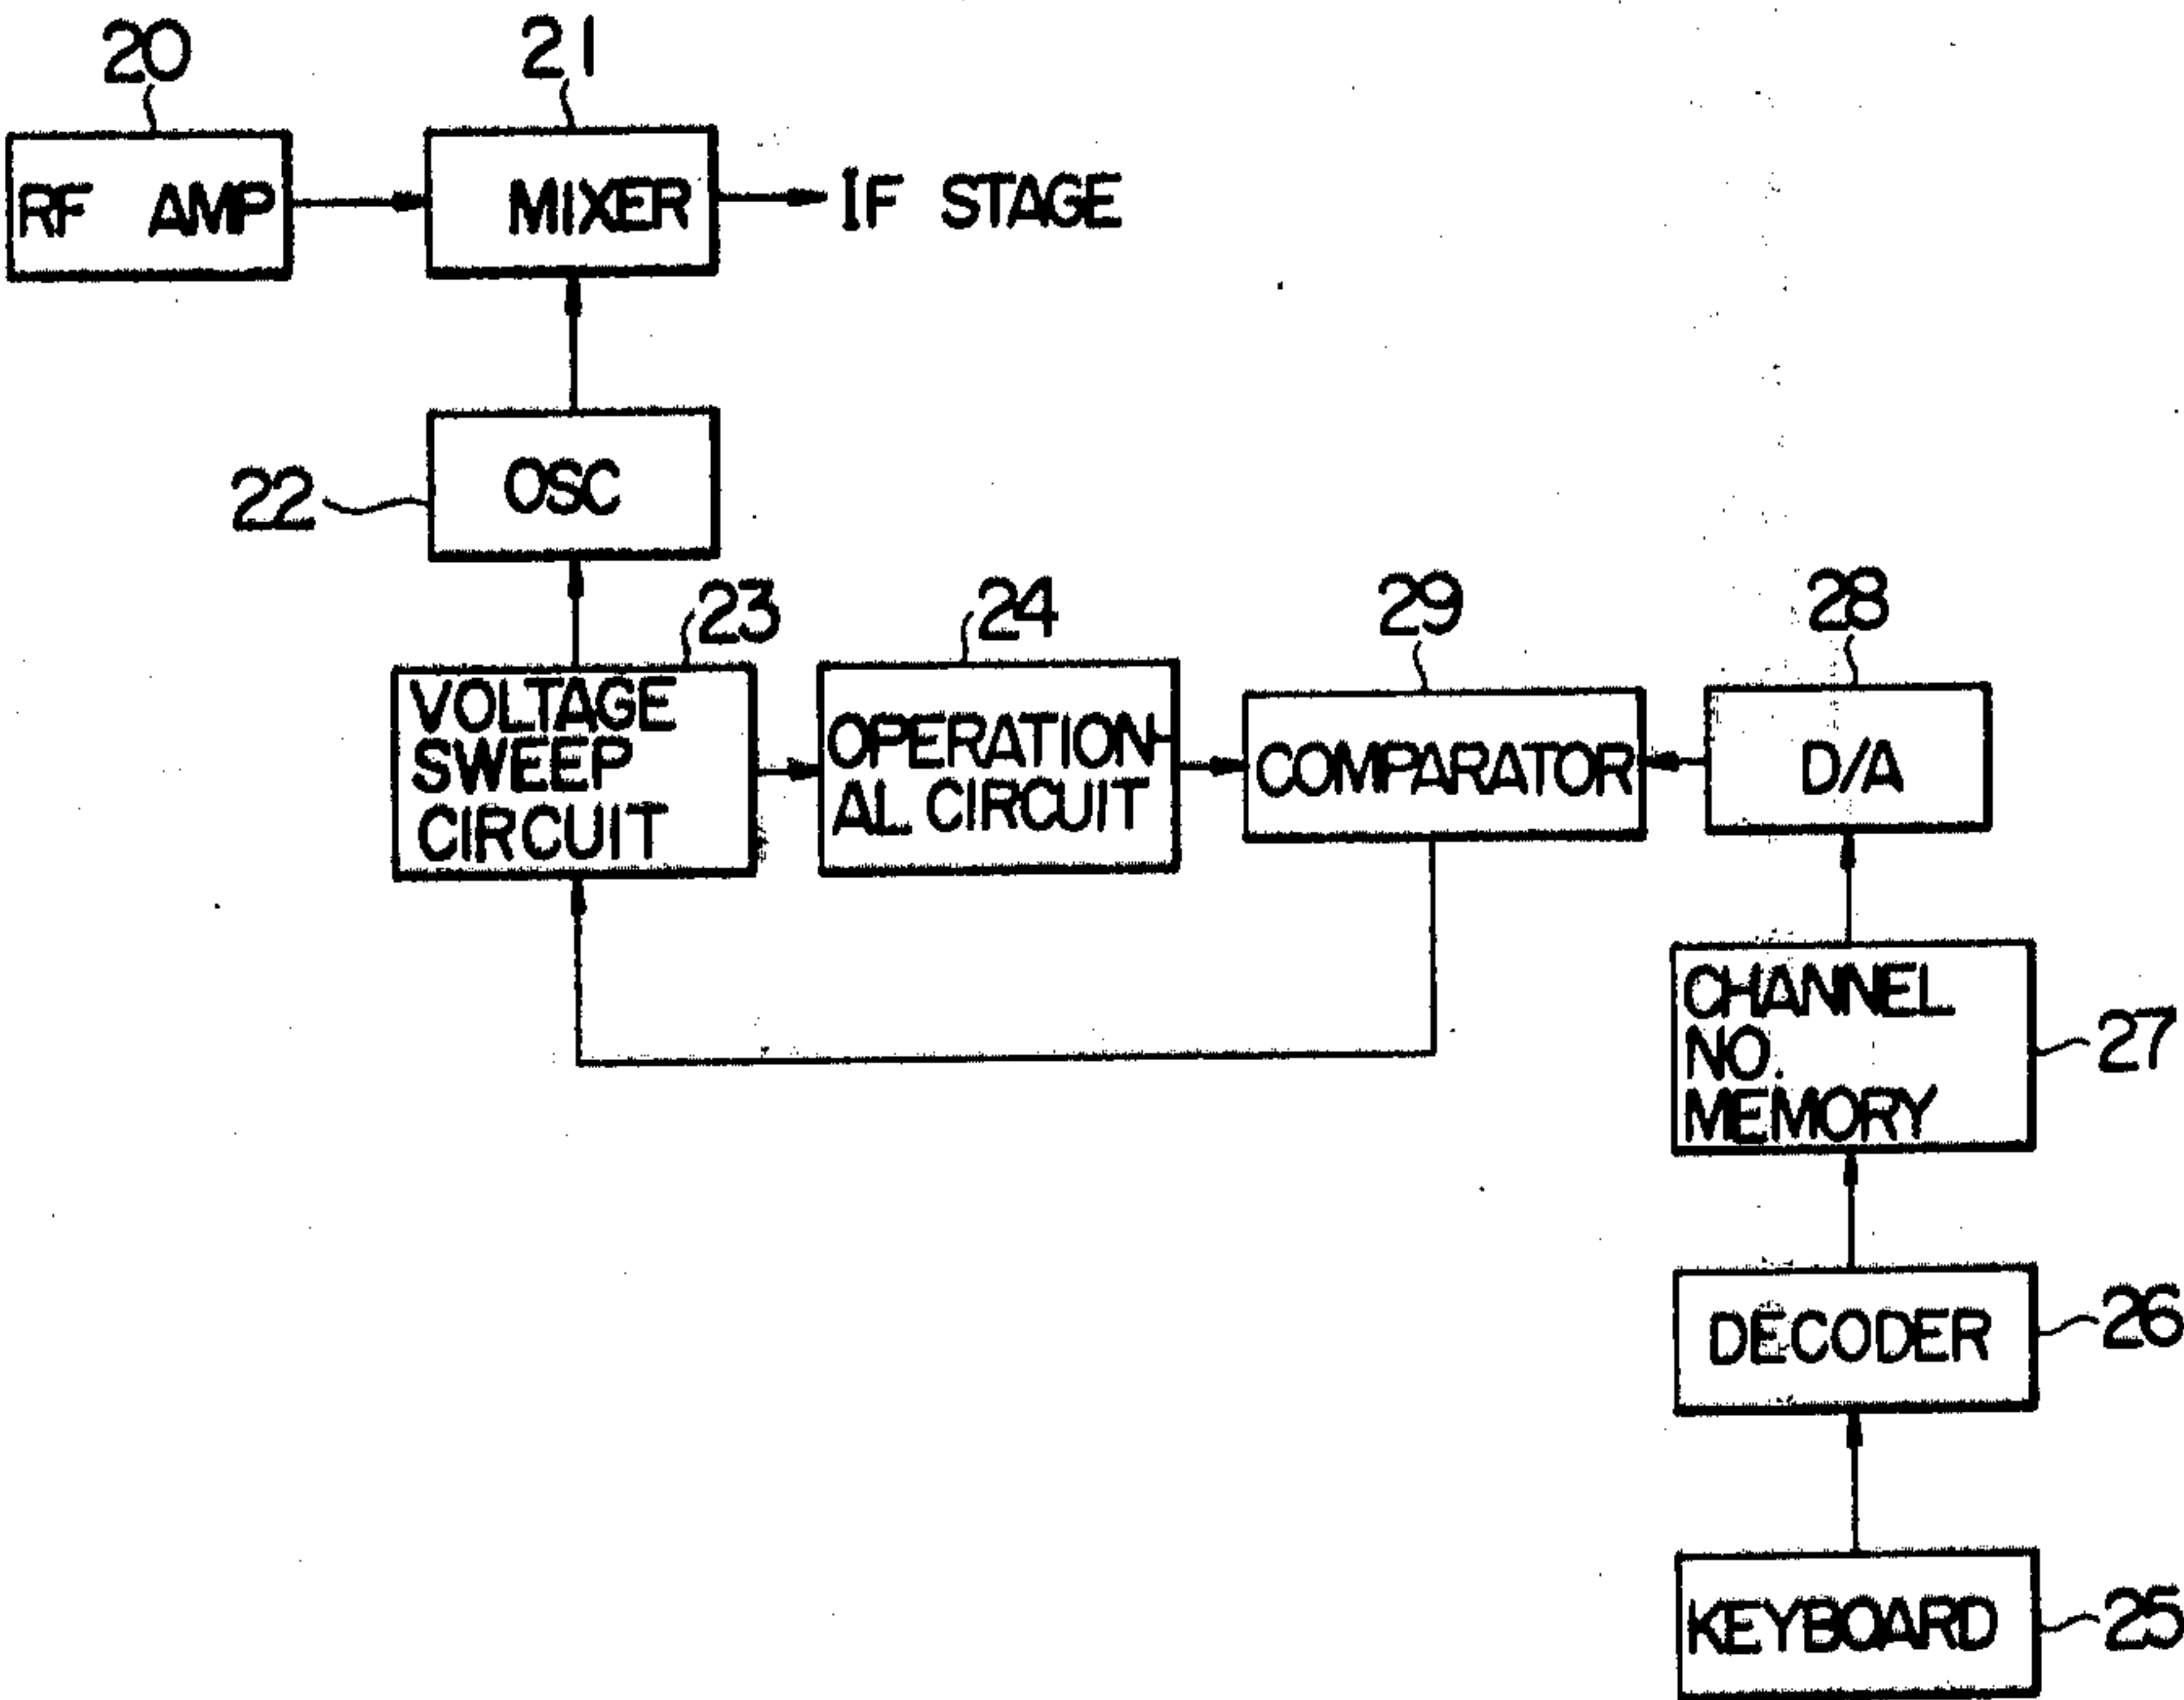 20
21
RF AMP
MIXER
IF STAGE
22
OSC
23
24
29
28
VOLTAGE
SWEEP
CIRCUIT
OPERATION-
AL CIRCUIT
COMPARATOR
D/A
CHANNEL
NO.
MEMORY
27
DECODER
26
KEYBOARD
25